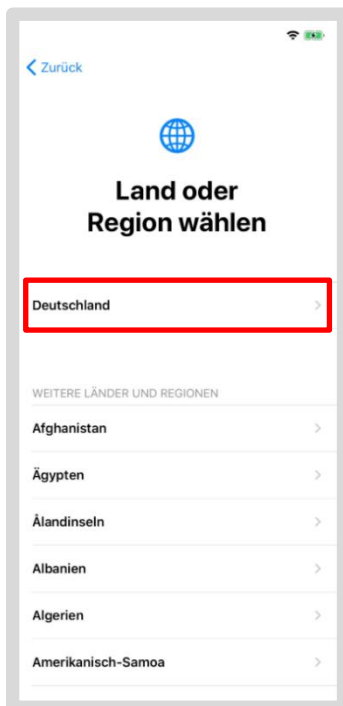 Zurück
Land oder
Region wählen
Deutschland
WEITERE LÄNDER UND REGIONEN
Afghanistan
Ägypten
Ålandinseln
Albanien
Algerien
Amerikanisch-Samoa